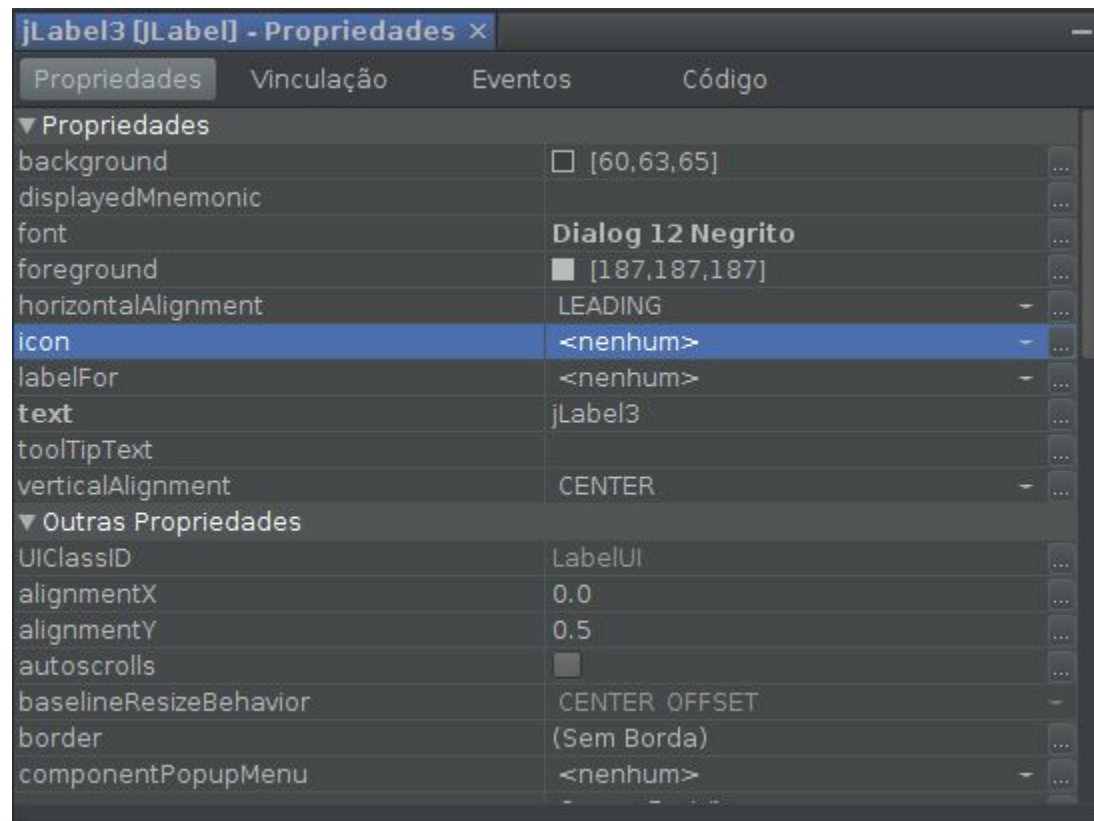 jLabel3 [JLabel] - Propriedades ×
Propriedades Vinculação Eventos Código
Propriedades
background [60,63,65] ...
displayedMnemonic ...
font Dialog 12 Negrito ...
foreground [187,187,187] ...
horizontalAlignment LEADING ...
icon <nenhum> ...
labelFor <nenhum> ...
text jLabel3 ...
toolTipText ...
verticalAlignment CENTER ...
Outras Propriedades
UIClassID LabelUI ...
alignmentX 0.0 ...
alignmentY 0.5 ...
autoscrolls ...
baselineResizeBehavior CENTER_OFFSET
border (Sem Borda) ...
componentPopupMenu <nenhum> ...